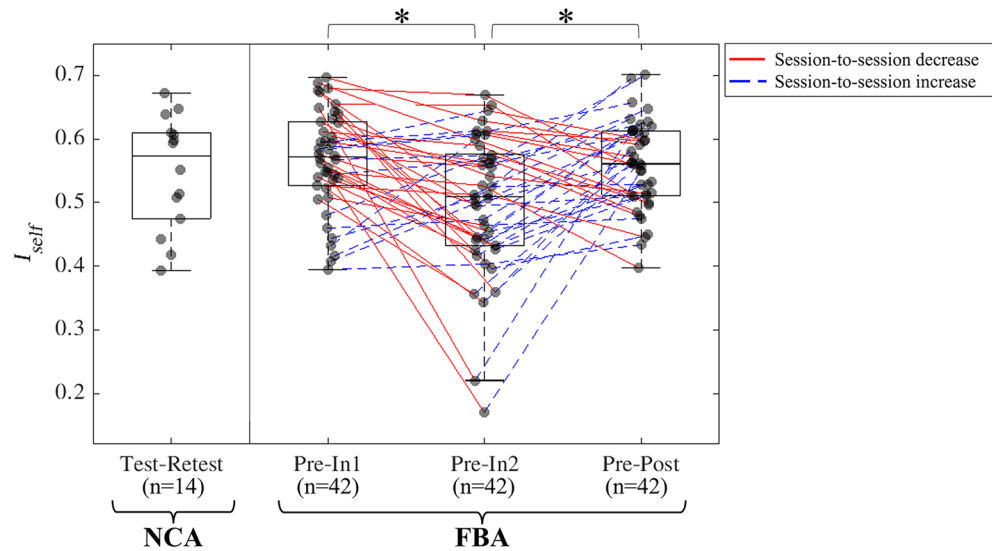 * *
Session-to-session decrease
Session-to-session increase
0.7
0.6
0.5
0.4
0.3
0.2
I_self
Test-Retest Pre-In1 Pre-In2 Pre-Post
(n=14) (n=42) (n=42) (n=42)
NCA FBA